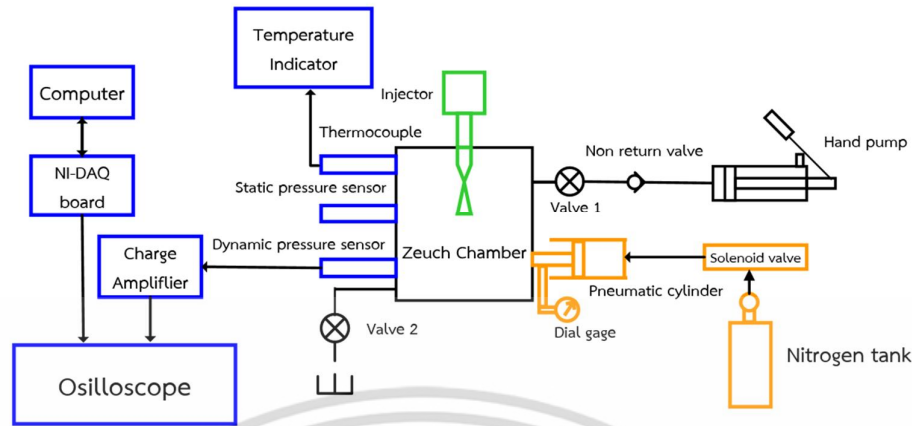 Temperature
Indicator
Computer
Injector
Thermocouple
Hand pump
Non return valve
NI-DAQ
board
Static pressure sensor
Valve 1
Dynamic pressure sensor
Charge
Ampliflier
Zeuch Chamber
Solenoid valve
Pneumatic cylinder
Valve 2
Dial gage
Nitrogen tank
Osilloscope